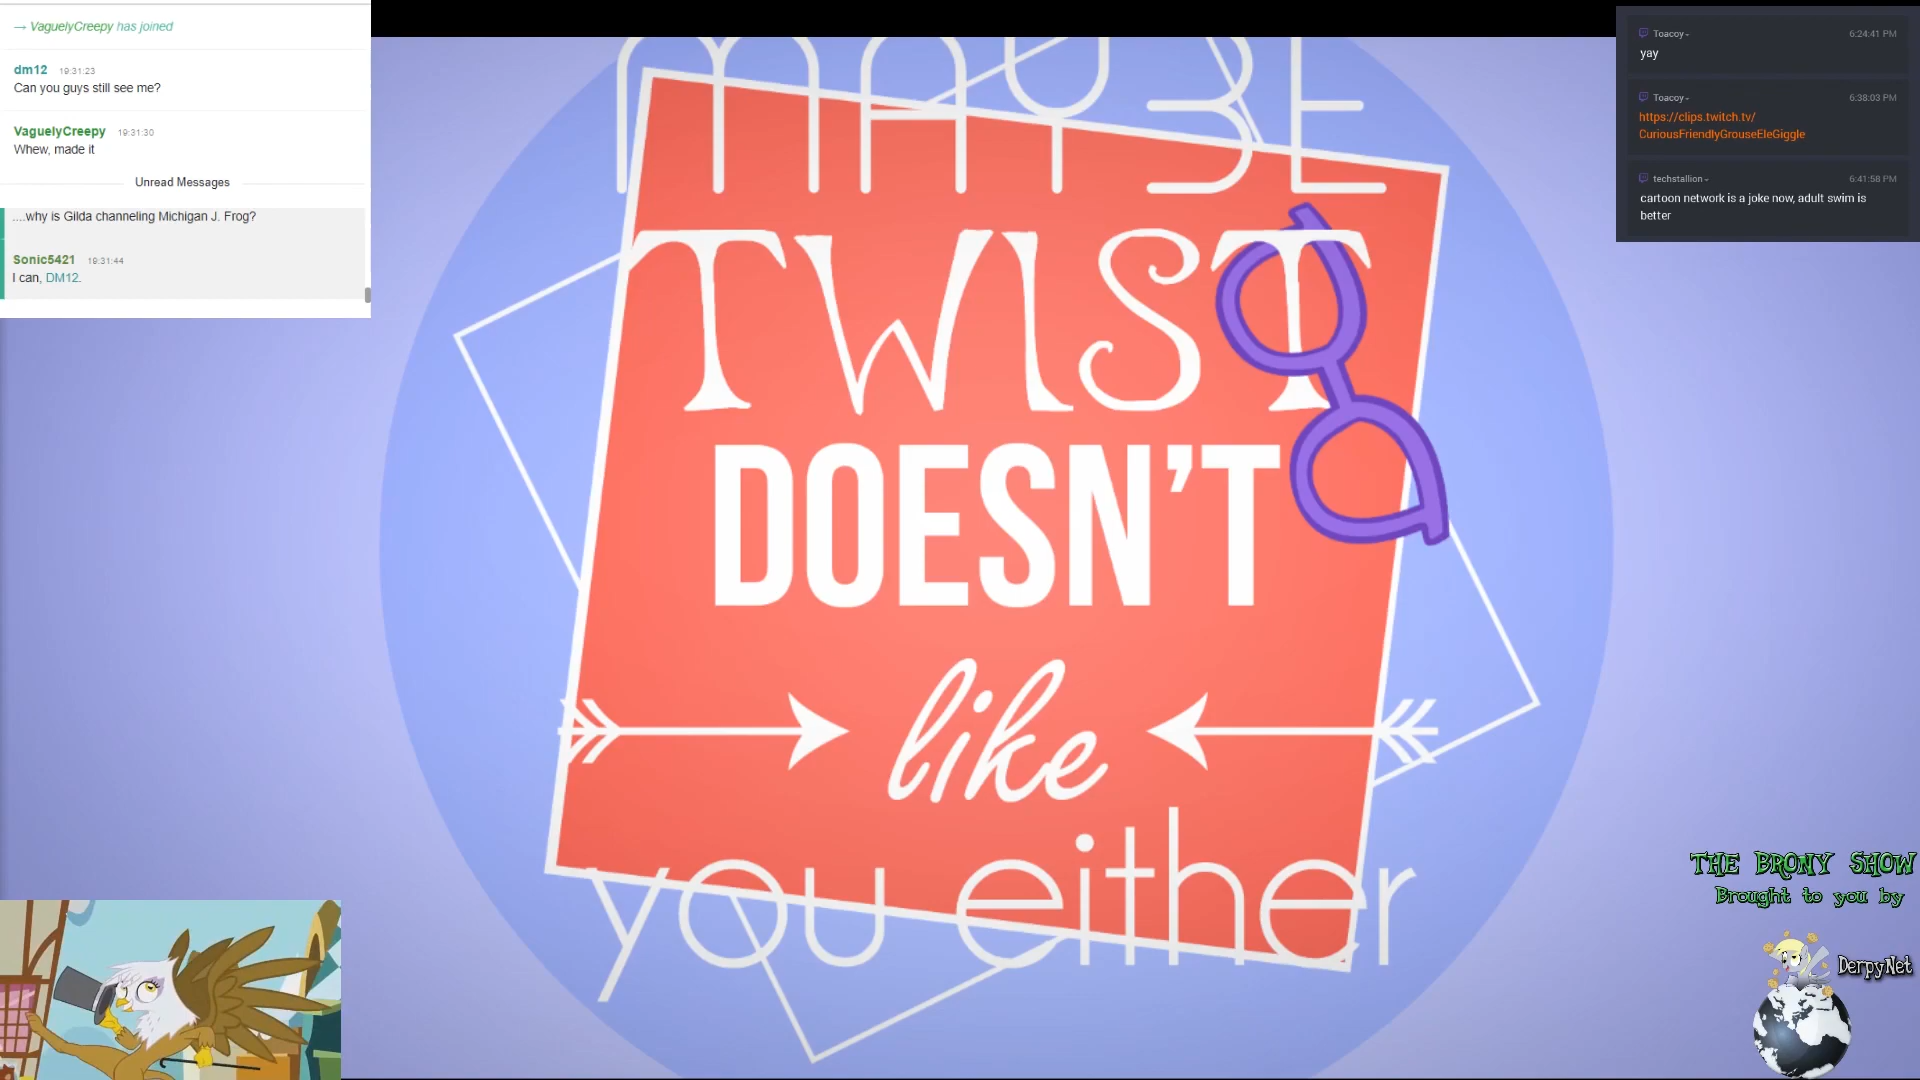 → VaguelyCreepy has joined
dm12 19:31:23
Can you guys still see me?
VaguelyCreepy 19:31:30
Whew, made it
Unread Messages
....why is Gilda channeling Michigan J. Frog?
Sonic5421 19:31:44
I can, DM12.
MAYBE
TWIST
DOESN'T
like
you either
Toacoy 6:24:41 PM
yay
Toacoy 6:38:03 PM
https://clips.twitch.tv/
CuriousFriendlyGrouseEleGiggle
techstallion 6:41:58 PM
cartoon network is a joke now, adult swim is
better
THE BRONY SHOW
Brought to you by
DerpyNet